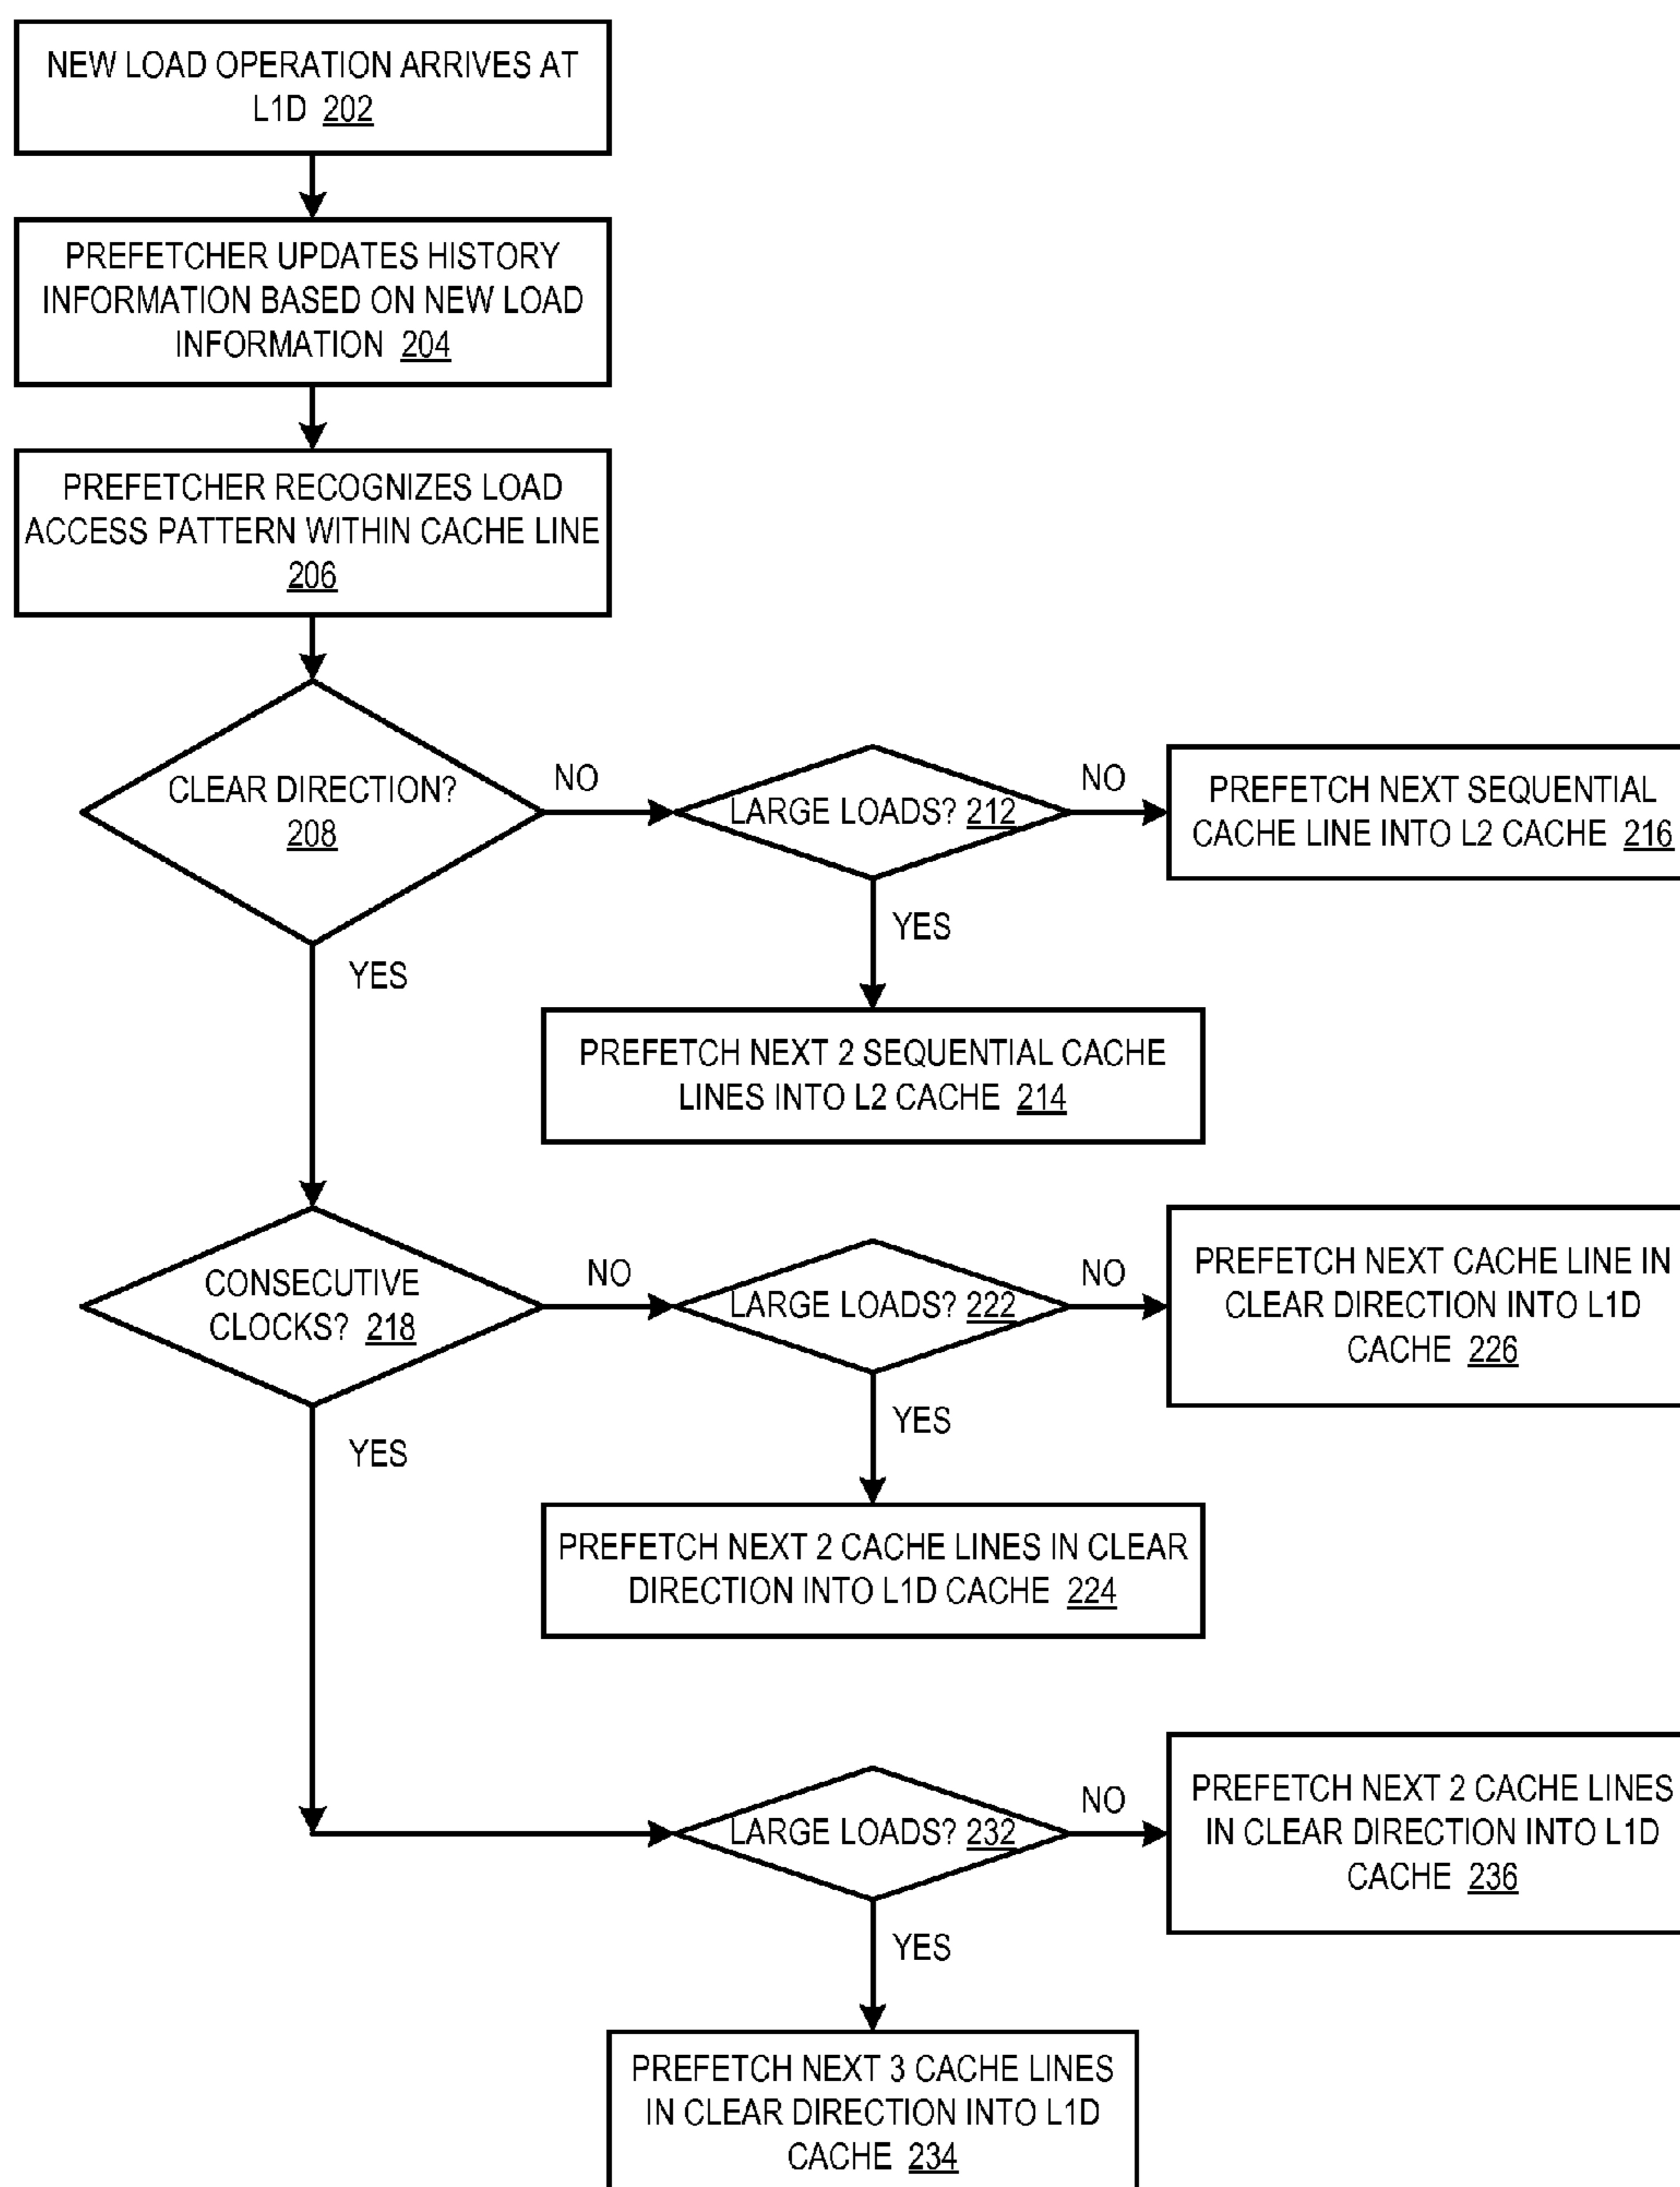 NEW LOAD OPERATION ARRIVES AT
L1D 202
PREFETCHER UPDATES HISTORY
INFORMATION BASED ON NEW LOAD
INFORMATION 204
PREFETCHER RECOGNIZES LOAD
ACCESS PATTERN WITHIN CACHE LINE
206
CLEAR DIRECTION?
208
NO
LARGE LOADS? 212
NO
PREFETCH NEXT SEQUENTIAL
CACHE LINE INTO L2 CACHE 216
YES
YES
PREFETCH NEXT 2 SEQUENTIAL CACHE
LINES INTO L2 CACHE 214
CONSECUTIVE
CLOCKS? 218
NO
LARGE LOADS? 222
NO
PREFETCH NEXT CACHE LINE IN
CLEAR DIRECTION INTO L1D
CACHE 226
YES
YES
PREFETCH NEXT 2 CACHE LINES IN CLEAR
DIRECTION INTO L1D CACHE 224
LARGE LOADS? 232
NO
PREFETCH NEXT 2 CACHE LINES
IN CLEAR DIRECTION INTO L1D
CACHE 236
YES
PREFETCH NEXT 3 CACHE LINES
IN CLEAR DIRECTION INTO L1D
CACHE 234